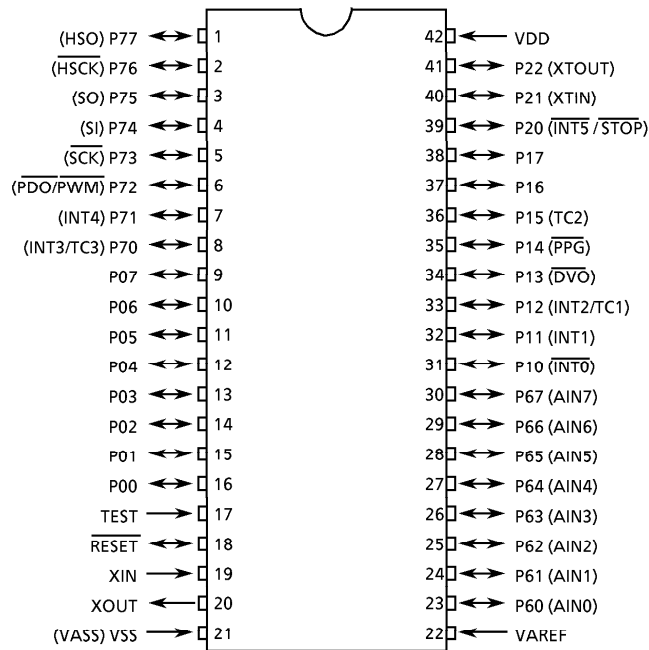 (HSO) P77 1 42 VDD
(HSCK) P76 2 41 P22 (XTOUT)
(SO) P75 3 40 P21 (XTIN)
(SI) P74 4 39 P20 (INT5 / STOP)
(SCK) P73 5 38 P17
(PDO/PWM) P72 6 37 P16
(INT4) P71 7 36 P15 (TC2)
(INT3/TC3) P70 8 35 P14 (PPG)
P07 9 34 P13 (DVO)
P06 10 33 P12 (INT2/TC1)
P05 11 32 P11 (INT1)
P04 12 31 P10 (INT0)
P03 13 30 P67 (AIN7)
P02 14 29 P66 (AIN6)
P01 15 28 P65 (AIN5)
P00 16 27 P64 (AIN4)
TEST 17 26 P63 (AIN3)
RESET 18 25 P62 (AIN2)
XIN 19 24 P61 (AIN1)
XOUT 20 23 P60 (AIN0)
(VASS) VSS 21 22 VAREF